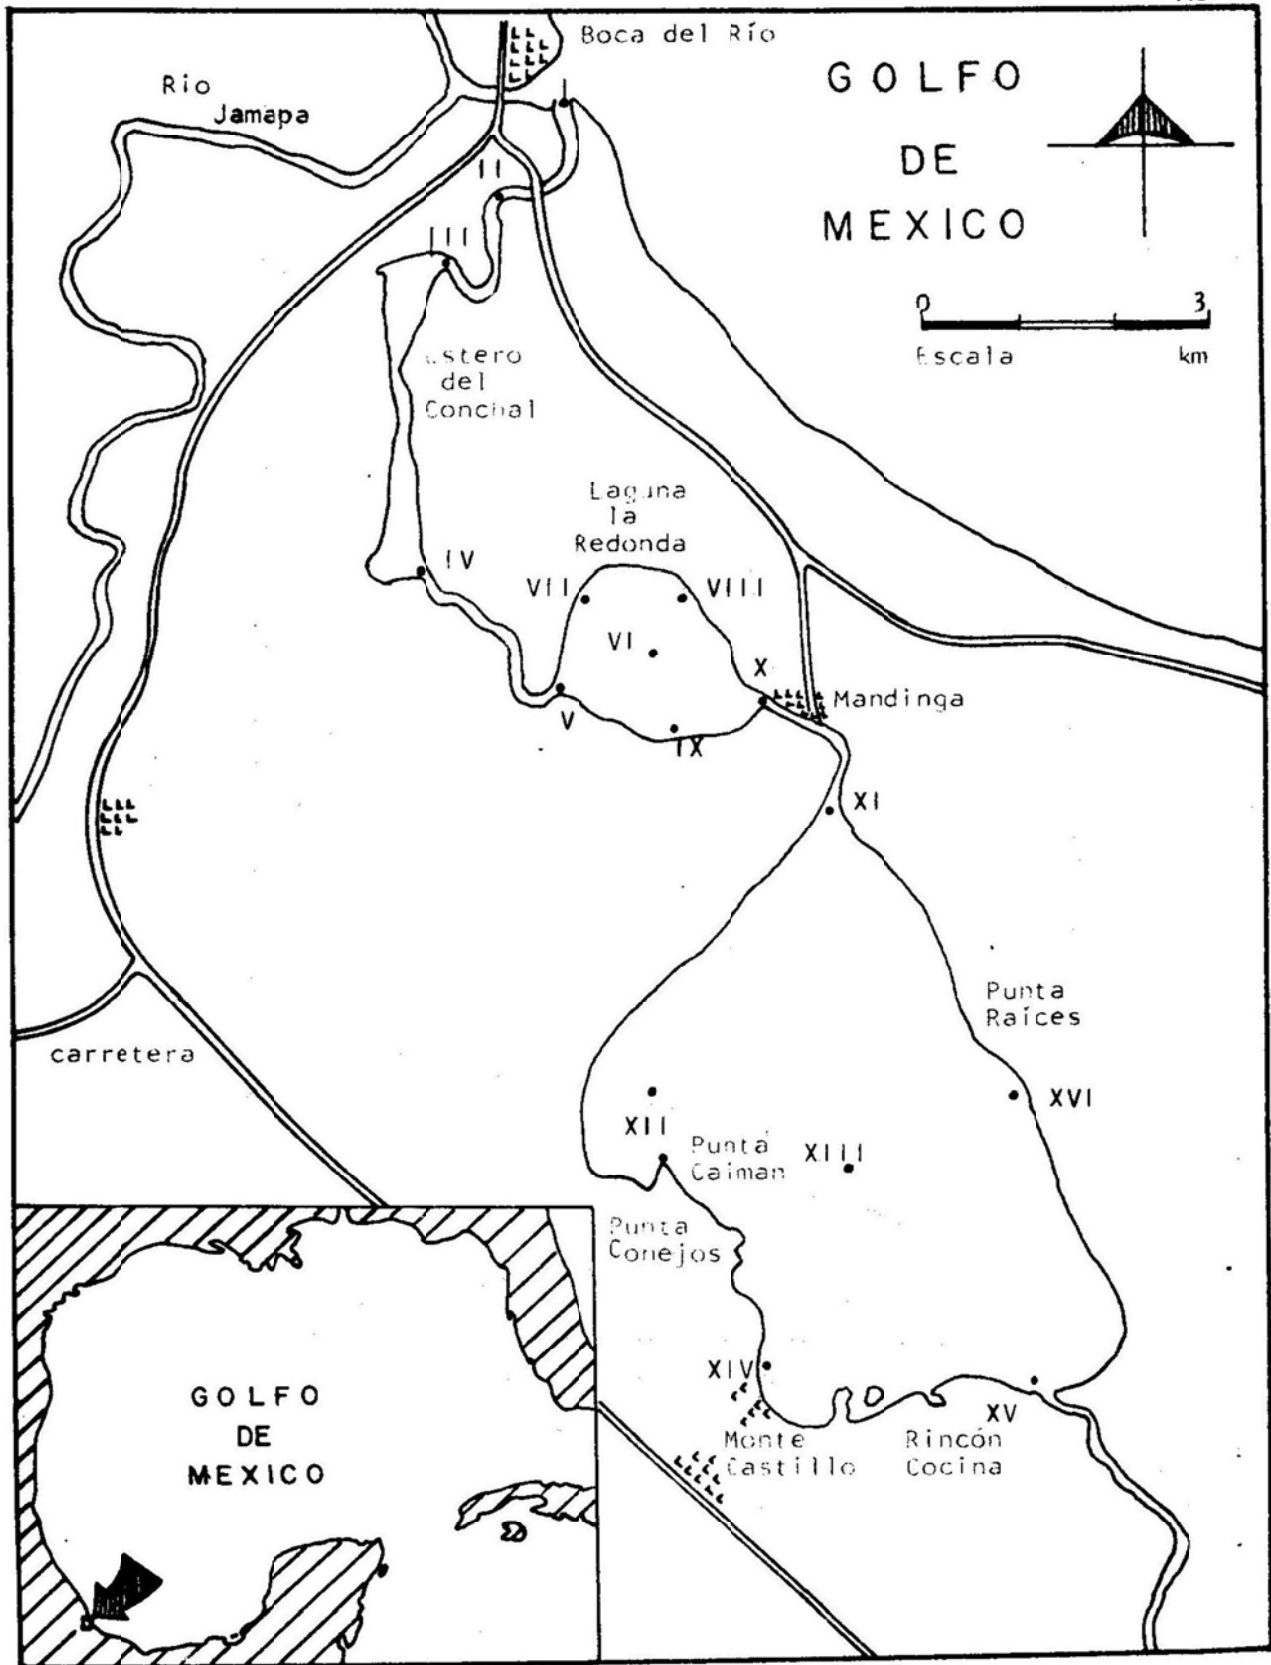 Boca del Río
GOLFO
DE
MEXICO
Rio
Jamapa
0 3
Escala km
I
II
III
Estero
del
Conchal
Laguna
la
Redonda
IV
VII
VIII
VI
X
Mandinga
V
IX
XI
Punta
Raíces
carretera
XVI
XII
Punta
Caiman
XIII
Punta
Conejos
XIV
XV
Monte
Castillo
Rincón
Cocina
GOLFO
DE
MEXICO